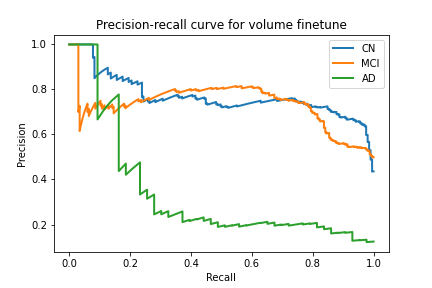 Precision-recall curve for volume finetune
CN
MCI
AD
Precision
1.0
0.8
0.6
0.4
0.2
0.0 0.2 0.4 0.6 0.8 1.0
Recall